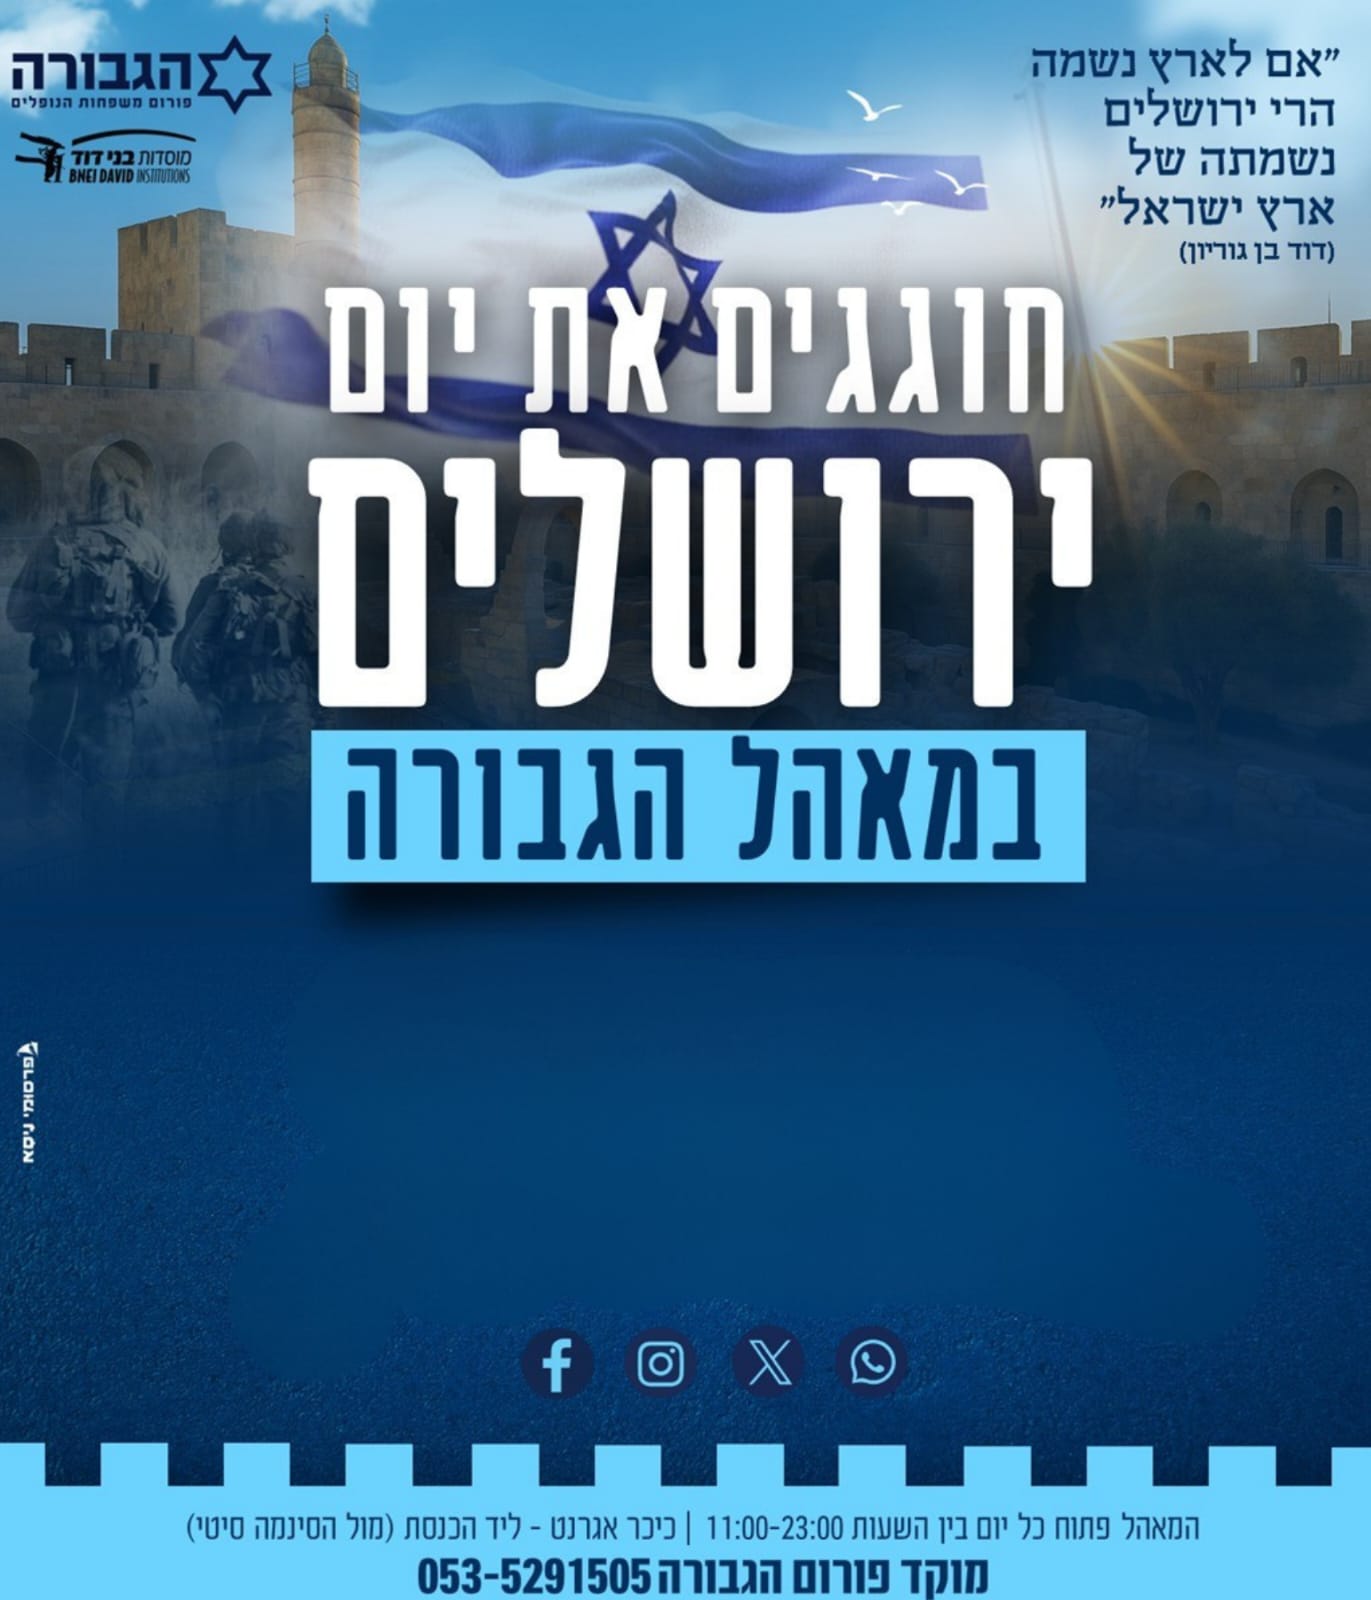 הגבורה
פורום משפחות הנופלים
מוסדות בני דוד
BNEI DAVID INSTITUTIONS
״אם לארץ נשמה
הרי ירושלים
נשמתה של
ארץ ישראל״
(דוד בן גוריון)
חוגגים את יום
ירושלים
במאהל הגבורה
פרסומי ניסא
המאהל פתוח כל יום בין השעות 11:00-23:00 | כיכר אגרנט - ליד הכנסת (מול הסינמה סיטי)
מוקד פורום הגבורה 053-5291505